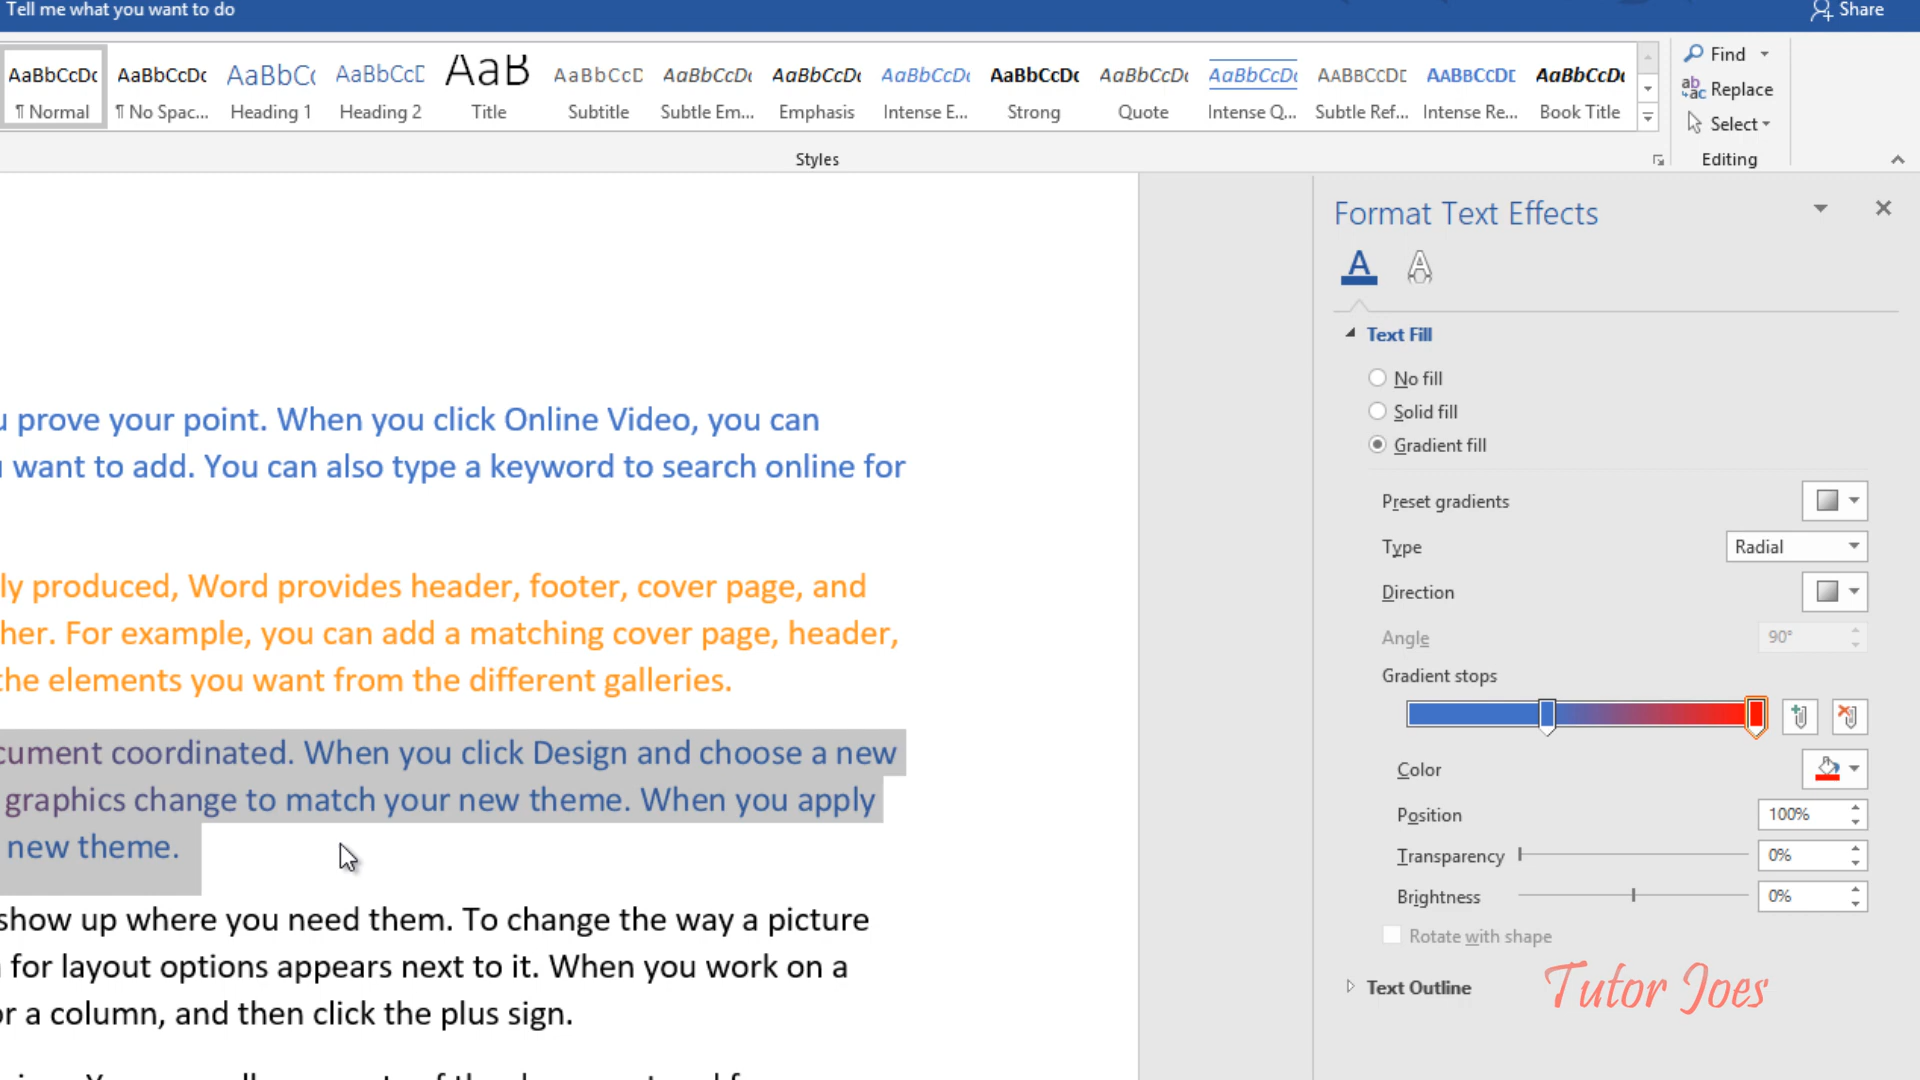 Tell me what you want to do
Share
AaBbCcDc AaBbCcDc AaBbCc AaBbCcD AaB AaBbCcD AaBbCcDc AaBbCcDc AaBbCcDc AaBbCcDc AaBbCcDc AaBbCcDc AABBCCDD AABBCCDD AaBbCcDc
¶ Normal ¶ No Spac... Heading 1 Heading 2 Title Subtitle Subtle Em... Emphasis Intense E... Strong Quote Intense Q... Subtle Ref... Intense Re... Book Title
Styles
Find
Replace
Select
Editing
prove your point. When you click Online Video, you can
want to add. You can also type a keyword to search online for
ly produced, Word provides header, footer, cover page, and
her. For example, you can add a matching cover page, header,
the elements you want from the different galleries.
cument coordinated. When you click Design and choose a new
graphics change to match your new theme. When you apply
new theme.
show up where you need them. To change the way a picture
for layout options appears next to it. When you work on a
or a column, and then click the plus sign.
Format Text Effects
Text Fill
No fill
Solid fill
Gradient fill
Preset gradients
Type Radial
Direction
Angle 90°
Gradient stops
Color
Position 100%
Transparency 0%
Brightness 0%
Rotate with shape
Text Outline
Tutor Joes